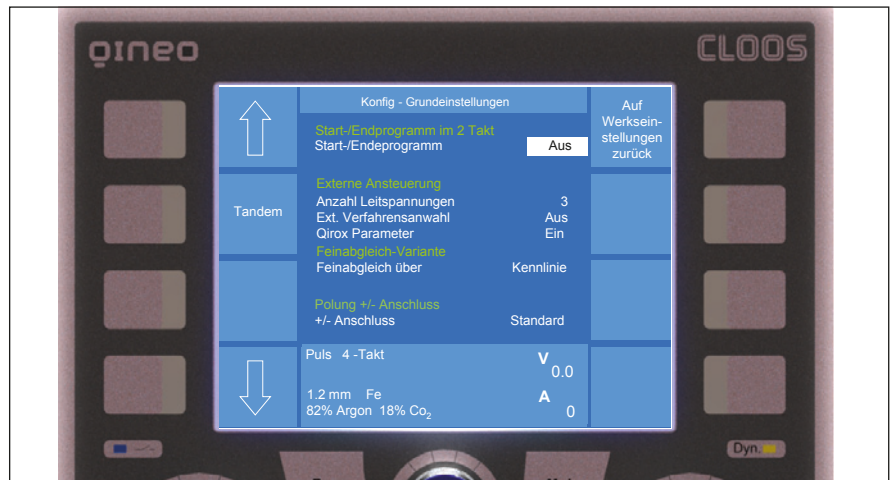 QINEO
CLOOS
Konfig - Grundeinstellungen
Auf
Werksein-
stellungen
zurück
Start-/Endprogramm im 2 Takt
Start-/Endeprogramm Aus
Externe Ansteuerung
Tandem
Anzahl Leitspannungen 3
Ext. Verfahrensanwahl Aus
Qirox Parameter Ein
Feinabgleich-Variante
Feinabgleich über Kennlinie
Polung +/- Anschluss
+/- Anschluss Standard
Puls 4 -Takt V
0.0
1.2 mm Fe A
82% Argon 18% Co₂ 0
Dyn.